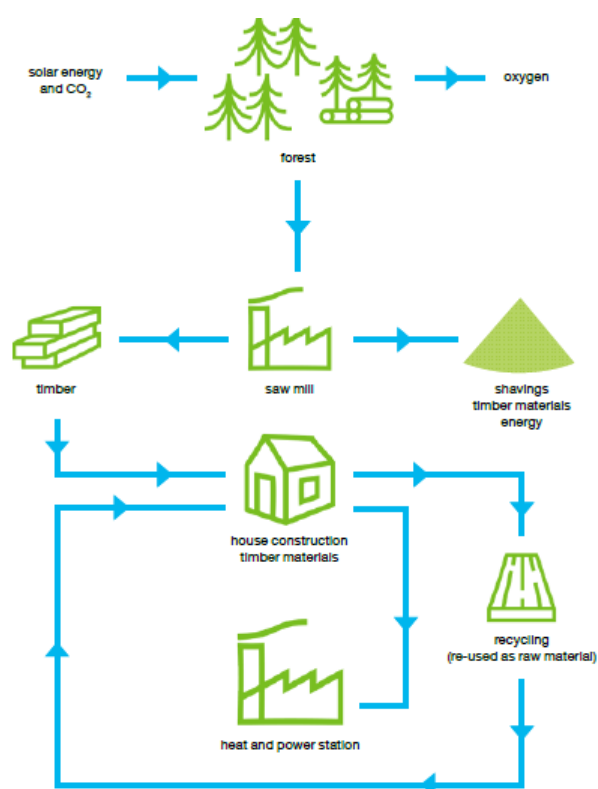 solar energy
and CO₂
oxygen
forest
timber
saw mill
shavings
timber materials
energy
house construction
timber materials
recycling
(re-used as raw material)
heat and power station